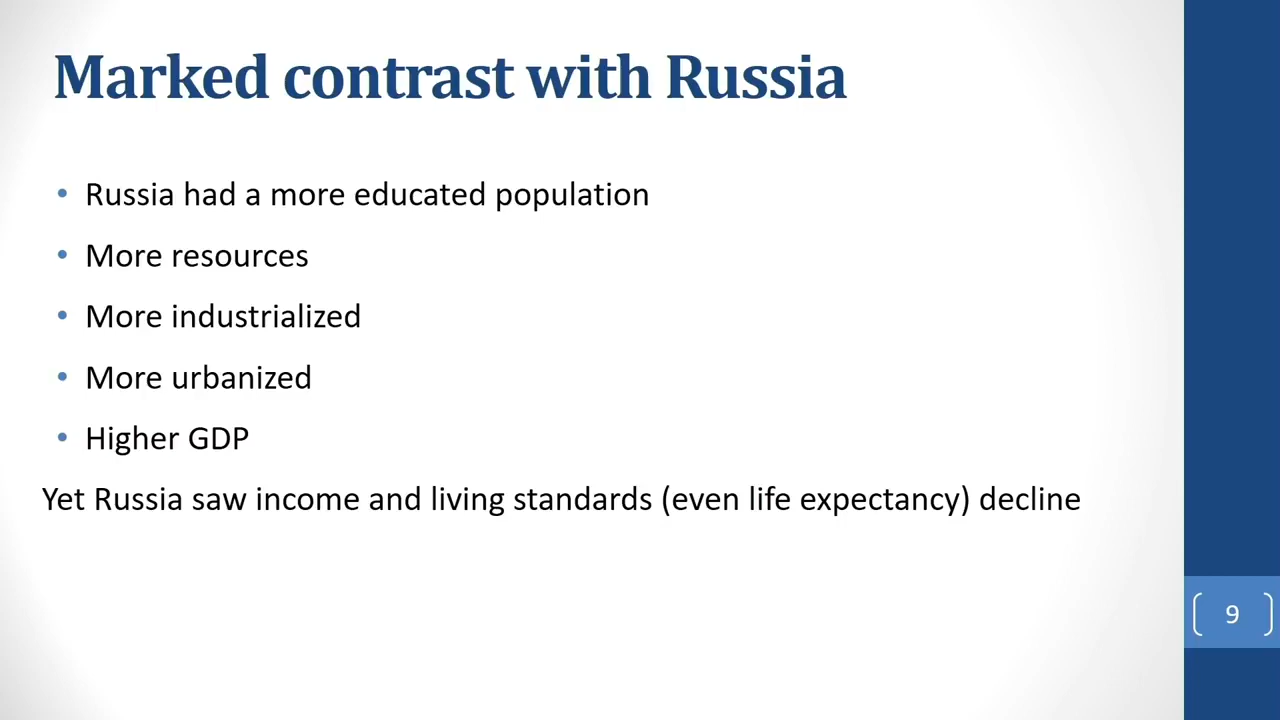 Marked contrast with Russia
• Russia had a more educated population
• More resources
• More industrialized
• More urbanized
• Higher GDP
Yet Russia saw income and living standards (even life expectancy) decline
9